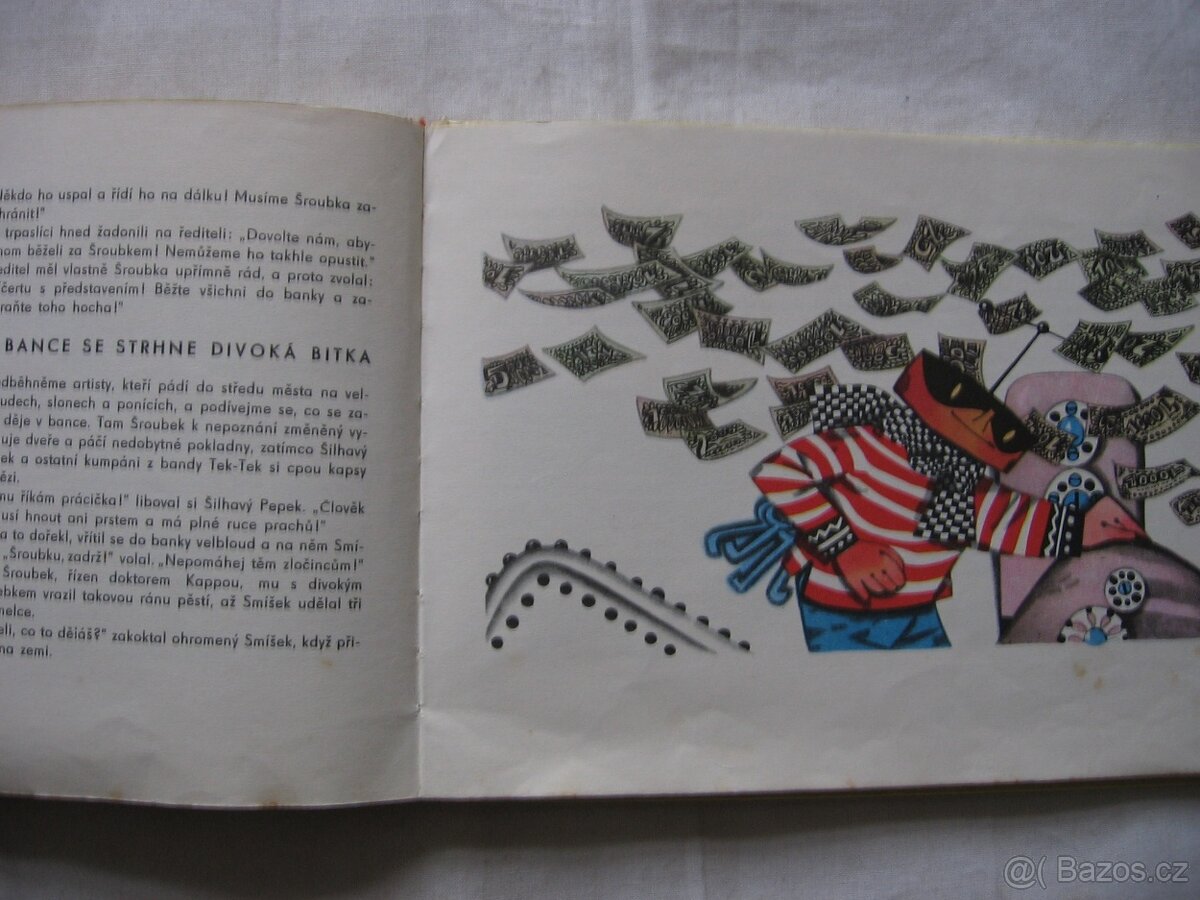 Někdo ho uspal a řídí ho na dálku! Musíme Šroubka za-
hránit!"
trpaslíci hned žadonili na řediteli: „Dovolte nám, aby-
hom běželi za Šroubkem! Nemůžeme ho takhle opustit."
editel měl vlastně Šroubka upřímně rád, a proto zvolal:
čertu s představením! Běžte všichni do banky a za-
raňte toho hocha!"
BANCE SE STRHNE DIVOKÁ BITKA
edběhněme artisty, kteří pádí do středu města na vel-
udech, slonech a ponících, a podívejme se, co se za-
děje v bance. Tam Šroubek k nepoznání změněný vy-
uje dveře a páčí nedobytné pokladny, zatímco Šilhavý
ek a ostatní kumpáni z bandy Tek-Tek si cpou kapsy
ězi.
mu říkám prácička!" liboval si Šilhavý Pepek. „Člověk
usí hnout ani prstem a má plné ruce prachů!"
a to dořekl, vřítil se do banky velbloud a na něm Smí-
„Šroubku, zadrž!" volal. „Nepomáhej těm zločincům!"
Šroubek, řízen doktorem Kappou, mu s divokým
ebkem vrazil takovou ránu pěstí, až Smíšek udělal tři
melce.
eli, co to děláš?" zakoktal ohromený Smíšek, když při-
na zemi.
@( Bazos.cz